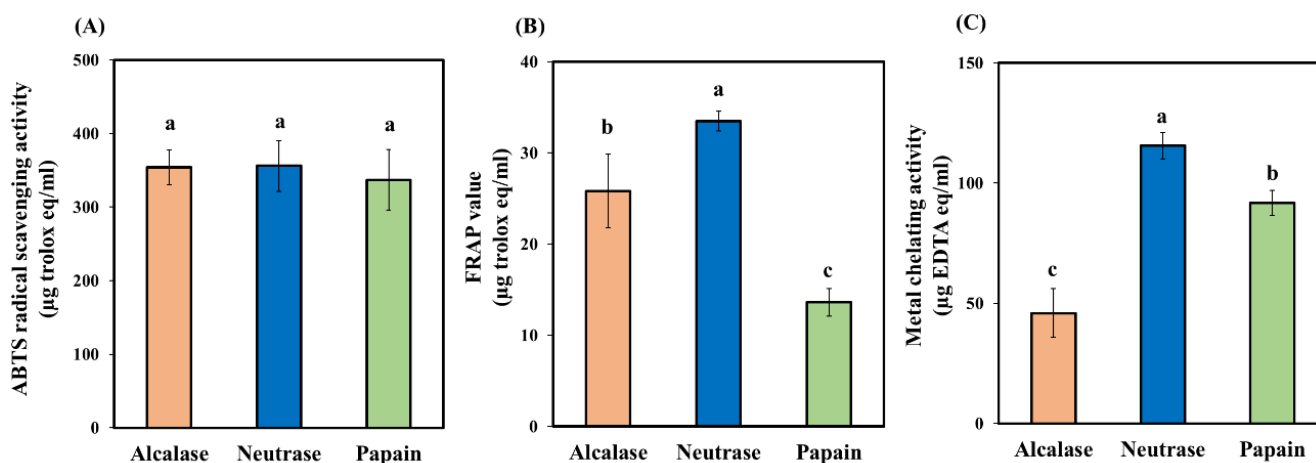 (A)
ABTS radical scavenging activity
(µg trolox eq/ml)
500
400
300
200
100
0
a
a
a
Alcalase
Neutrase
Papain
(B)
FRAP value
(µg trolox eq/ml)
40
30
20
10
0
b
a
c
Alcalase
Neutrase
Papain
(C)
Metal chelating activity
(µg EDTA eq/ml)
150
100
50
0
c
a
b
Alcalase
Neutrase
Papain